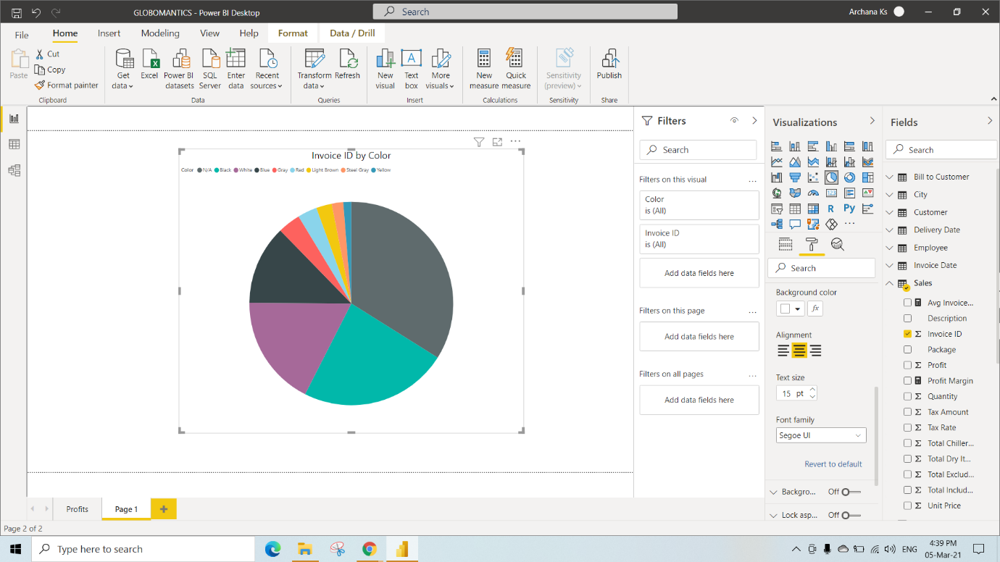 GLOBOMANTICS - Power BI Desktop
Search
Archana Ks
File Home Insert Modeling View Help Format Data / Drill
Paste
Cut
Copy
Format painter
Clipboard
Get data
Excel
Power BI datasets
SQL Server
Enter data
Recent sources
Data
Transform data
Refresh
Queries
New visual
Text box
More visuals
Insert
New measure
Quick measure
Calculations
Sensitivity (preview)
Sensitivity
Publish
Share
Invoice ID by Color
Color N/A Black White Blue Gray Red Light Brown Steel Gray Yellow
Filters
Search
Filters on this visual ...
Color
is (All)
Invoice ID
is (All)
Add data fields here
Filters on this page ...
Add data fields here
Filters on all pages ...
Add data fields here
Visualizations
123
R Py
...
Search
Background color
fx
Alignment
Text size
15 pt
Font family
Segoe UI
Revert to default
Backgro... Off
Lock asp... Off
Fields
Search
Bill to Customer
City
Customer
Delivery Date
Employee
Invoice Date
Sales
Avg Invoice...
Description
Σ Invoice ID
Package
Σ Profit
Profit Margin
Σ Quantity
Σ Tax Amount
Σ Tax Rate
Σ Total Chiller...
Σ Total Dry It...
Σ Total Exclud...
Σ Total Includ...
Σ Unit Price
Profits
Page 1
+
Page 2 of 2
Type here to search
ENG
4:39 PM
05-Mar-21